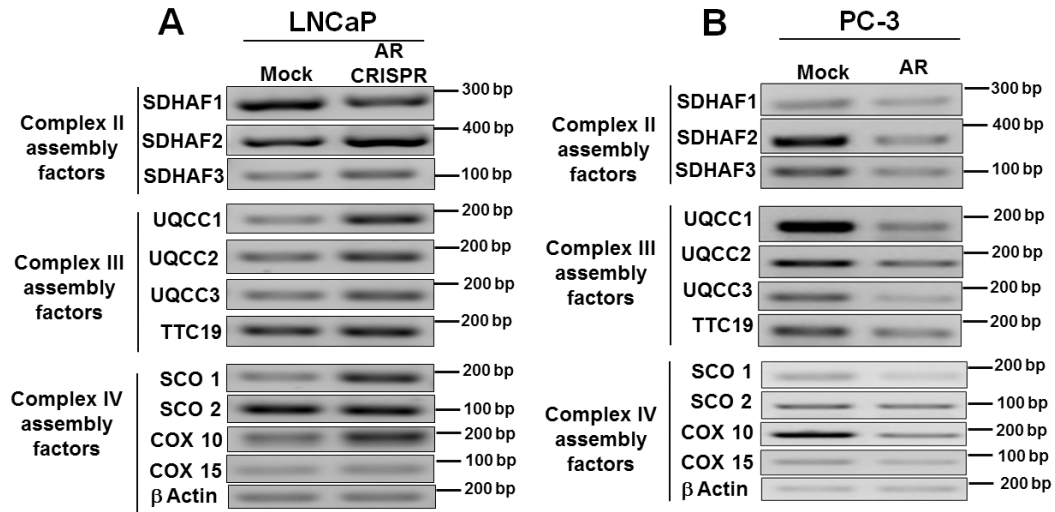 A
LNCaP
Mock
AR
CRISPR
Complex II
assembly
factors
SDHAF1
300 bp
SDHAF2
400 bp
SDHAF3
100 bp
Complex III
assembly
factors
UQCC1
200 bp
UQCC2
200 bp
UQCC3
200 bp
TTC19
200 bp
Complex IV
assembly
factors
SCO 1
200 bp
SCO 2
100 bp
COX 10
200 bp
COX 15
100 bp
β Actin
200 bp
B
PC-3
Mock
AR
Complex II
assembly
factors
SDHAF1
300 bp
SDHAF2
400 bp
SDHAF3
100 bp
Complex III
assembly
factors
UQCC1
200 bp
UQCC2
200 bp
UQCC3
200 bp
TTC19
200 bp
Complex IV
assembly
factors
SCO 1
200 bp
SCO 2
100 bp
COX 10
200 bp
COX 15
100 bp
β Actin
200 bp